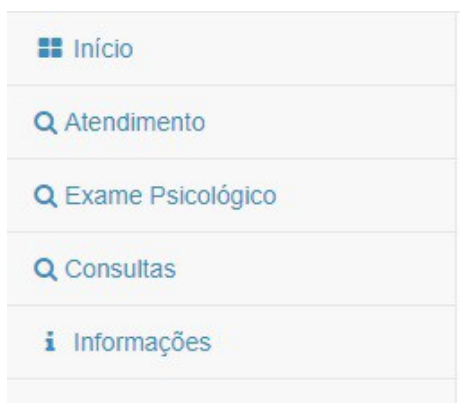 Início
Atendimento
Exame Psicológico
Consultas
Informações